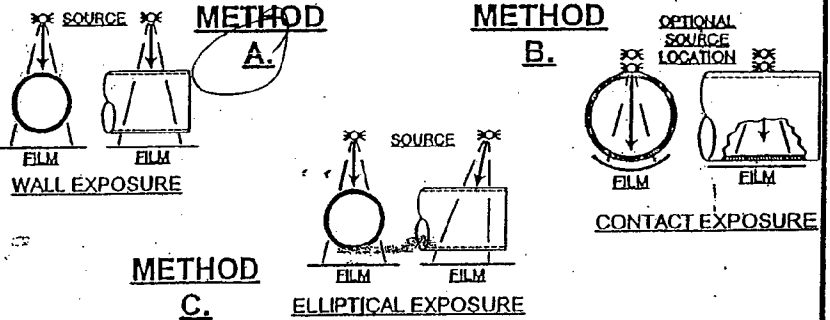 SOURCE
METHOD
A.
FILM
FILM
WALL EXPOSURE
METHOD
B.
OPTIONAL
SOURCE
LOCATION
FILM
FILM
CONTACT EXPOSURE
METHOD
C.
SOURCE
FILM
FILM
ELLIPTICAL EXPOSURE